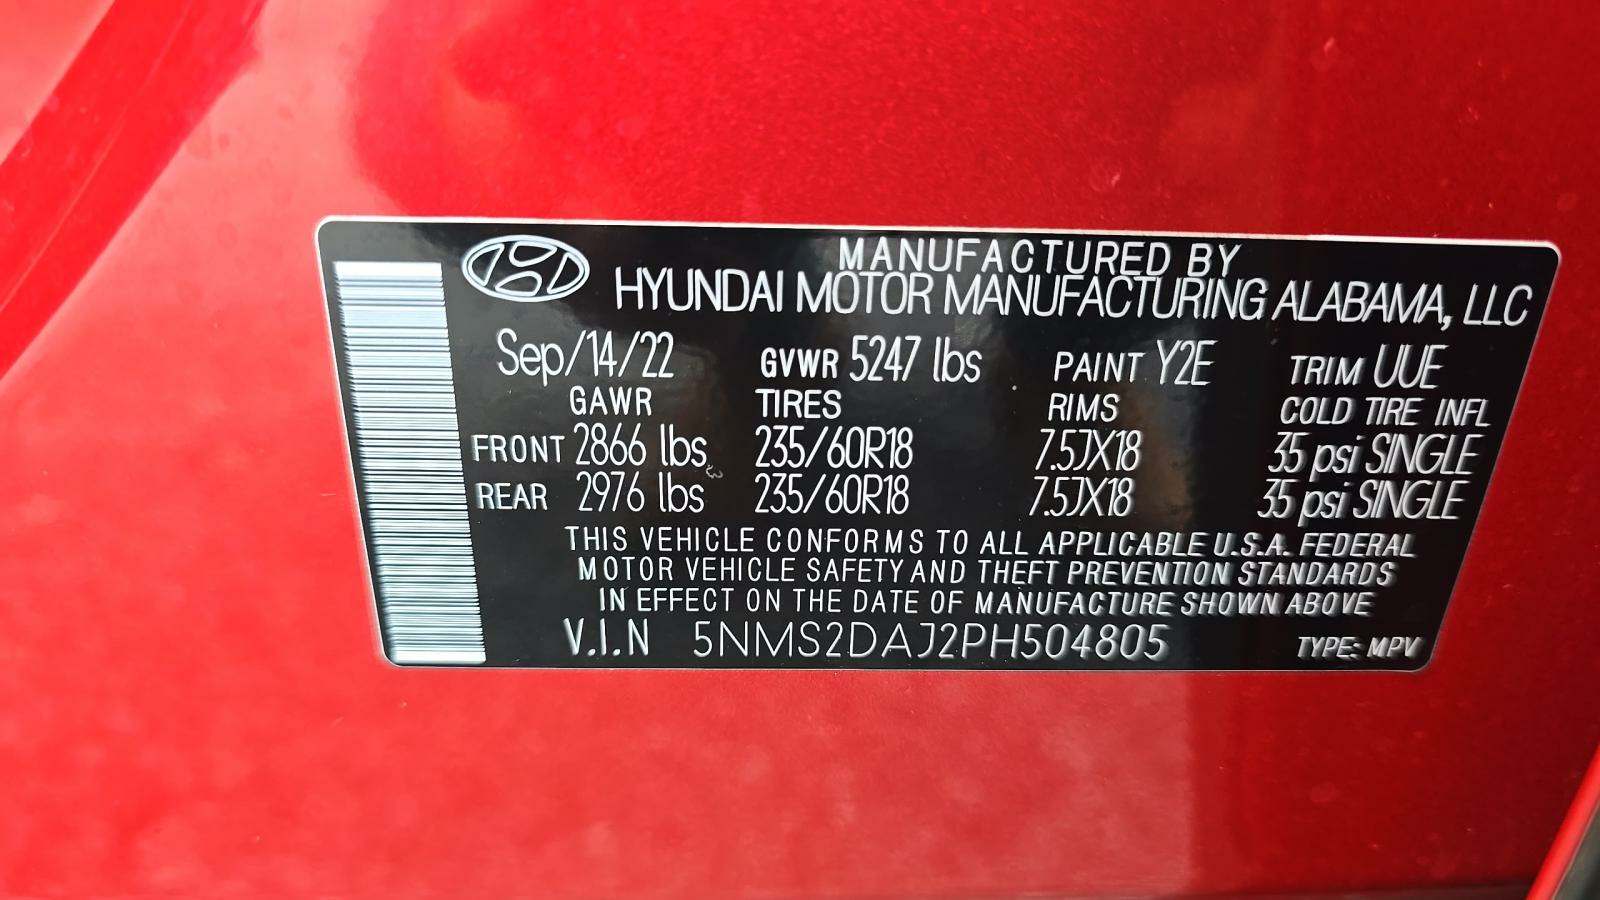 MANUFACTURED BY
HYUNDAI MOTOR MANUFACTURING ALABAMA, LLC
Sep/14/22 GVWR 5247 lbs PAINT Y2E TRIM UUE
GAWR TIRES RIMS COLD TIRE INFL
FRONT 2866 lbs 235/60R18 7.5JX18 35 psi SINGLE
REAR 2976 lbs 235/60R18 7.5JX18 35 psi SINGLE
THIS VEHICLE CONFORMS TO ALL APPLICABLE U.S.A. FEDERAL
MOTOR VEHICLE SAFETY AND THEFT PREVENTION STANDARDS
IN EFFECT ON THE DATE OF MANUFACTURE SHOWN ABOVE
V.I.N 5NMS2DAJ2PH504805 TYPE: MPV